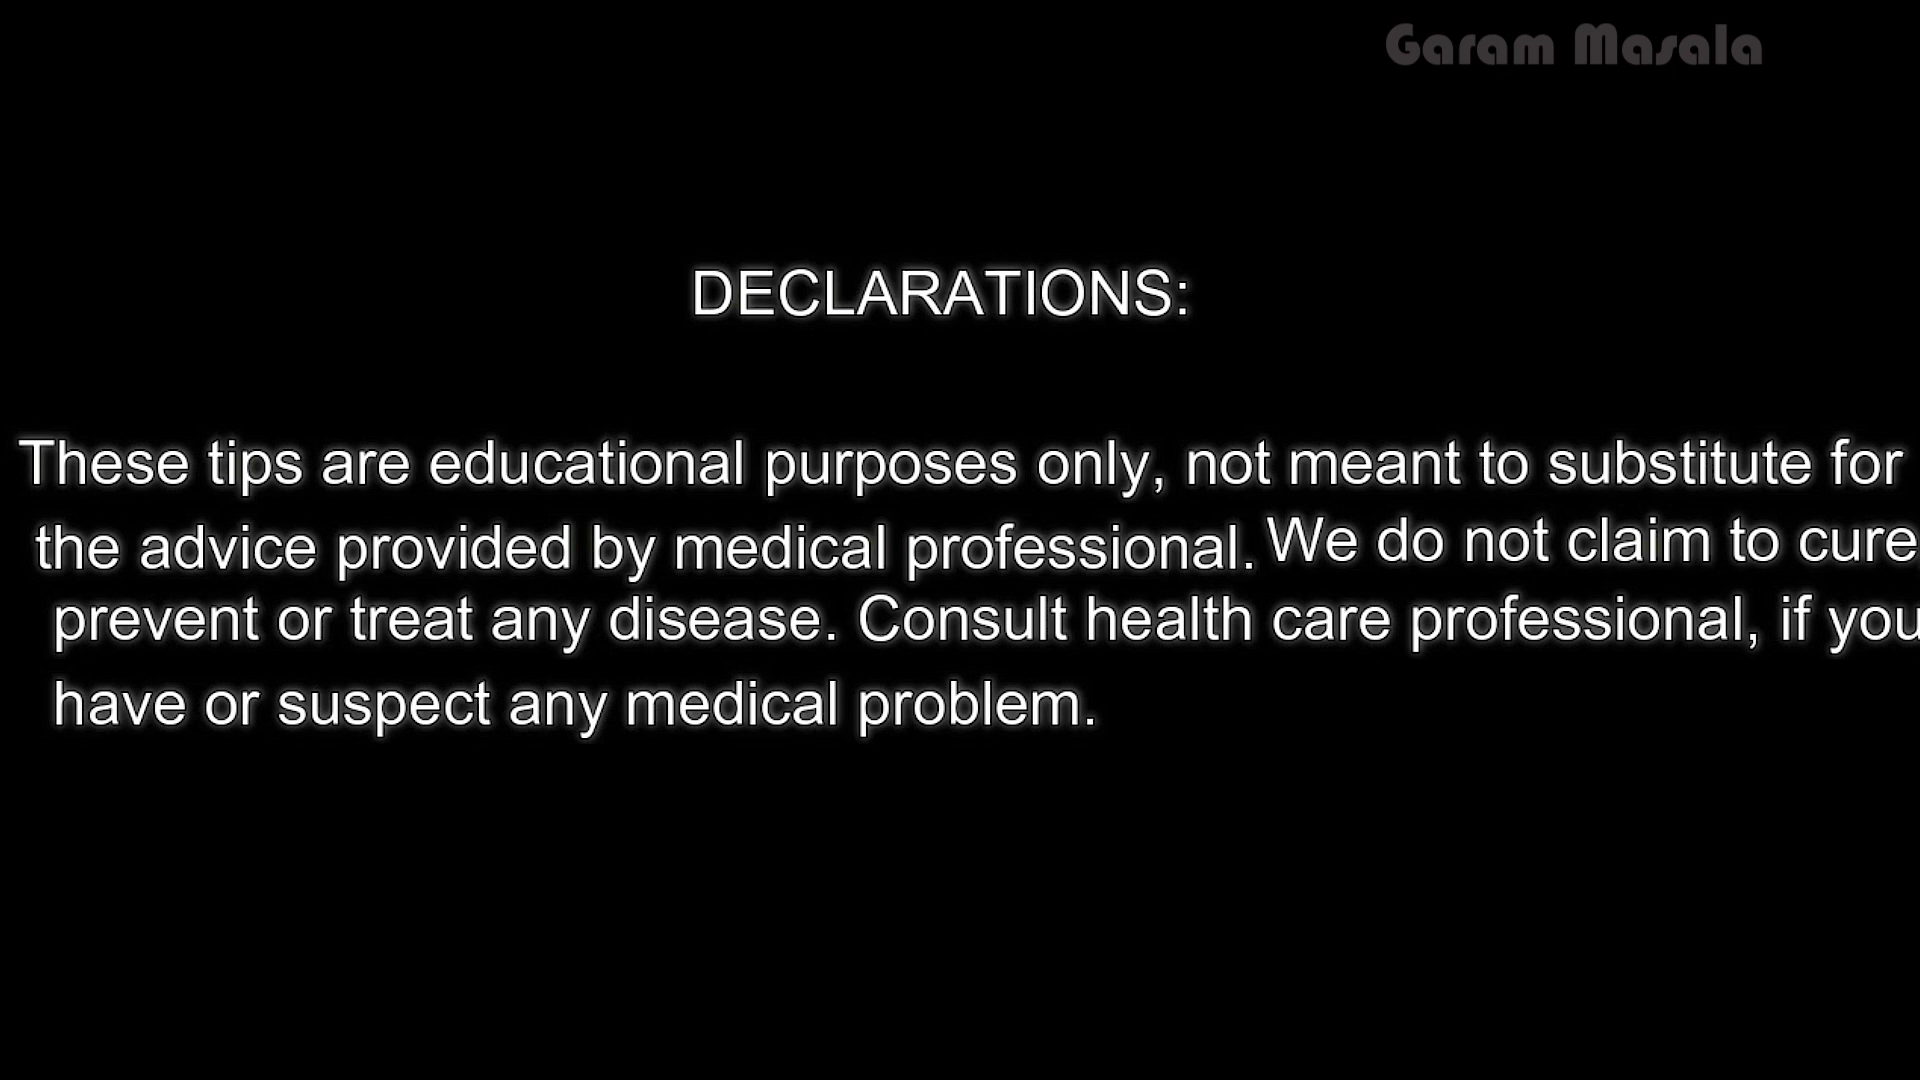 Garam Masala
DECLARATIONS:
These tips are educational purposes only, not meant to substitute for
the advice provided by medical professional. We do not claim to cure
prevent or treat any disease. Consult health care professional, if you
have or suspect any medical problem.